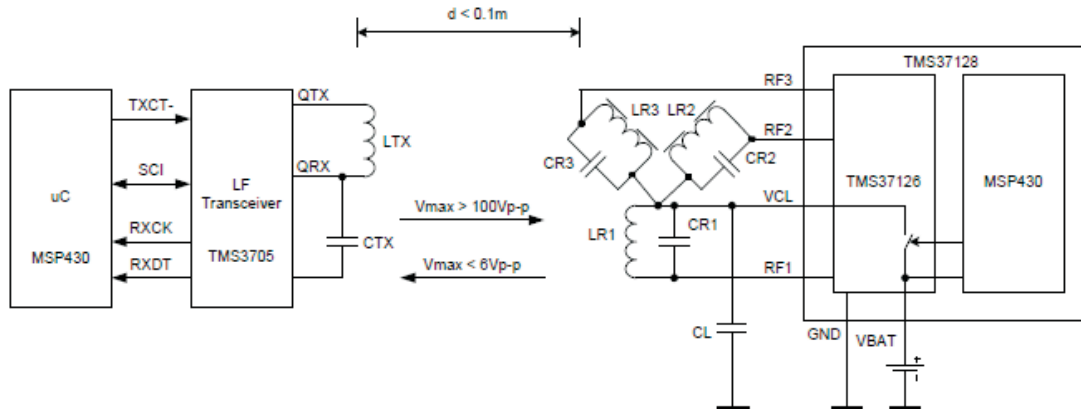 d < 0.1m
TMS37128
RF3
TXCT-
QTX
LR3
LR2
LTX
RF2
CR3
CR2
SCI
QRX
TMS37126
MSP430
uC
LF
Transceiver
VCL
Vmax > 100Vp-p
RXCK
LR1
CR1
CTX
MSP430
TMS3705
RXDT
Vmax < 6Vp-p
RF1
CL
GND
VBAT
+
-